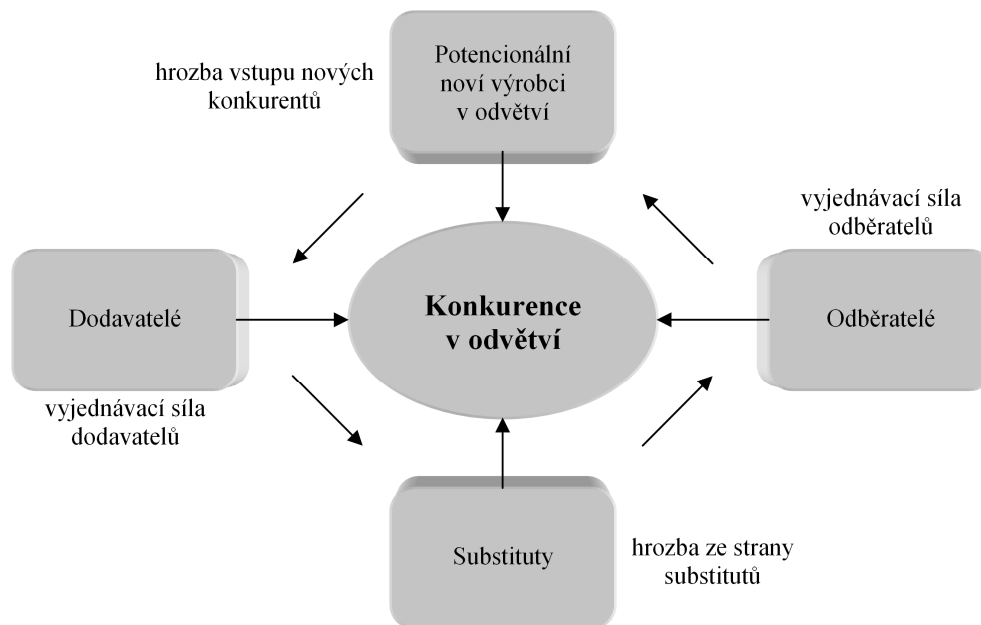 Potencionální
noví výrobci
v odvětví
hrozba vstupu nových
konkurentů
vyjednávací síla
odběratelů
Dodavatelé
Konkurence
v odvětví
Odběratelé
vyjednávací síla
dodavatelů
Substituty
hrozba ze strany
substitutů